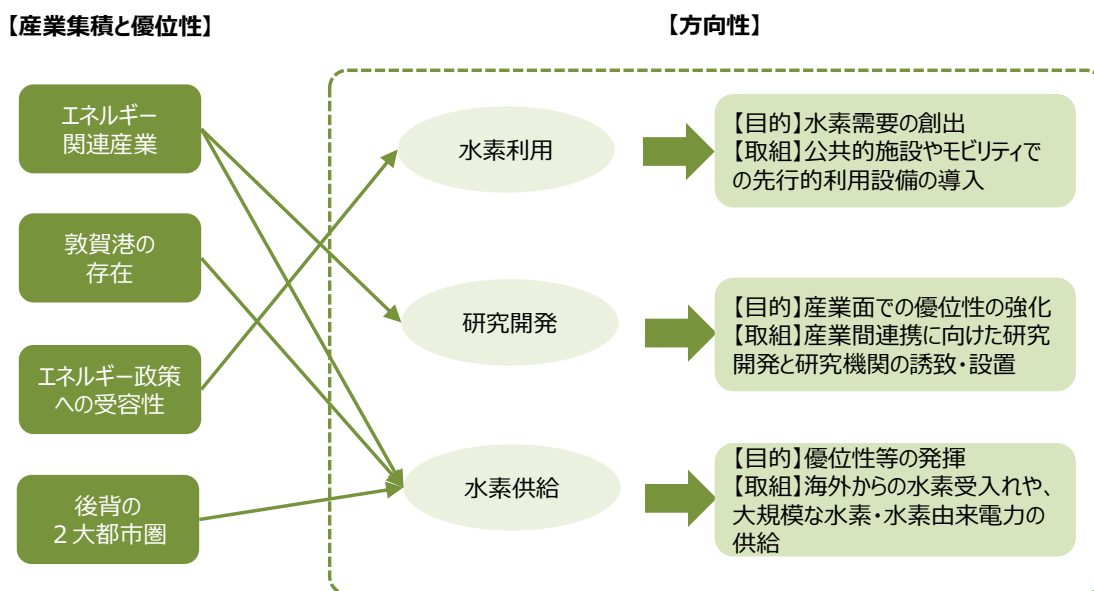 【産業集積と優位性】
【方向性】
エネルギー
関連産業
敦賀港の
存在
エネルギー政策
への受容性
後背の
２大都市圏
水素利用
研究開発
水素供給
【目的】水素需要の創出
【取組】公共的施設やモビリティで
の先行的利用設備の導入
【目的】産業面での優位性の強化
【取組】産業間連携に向けた研究
開発と研究機関の誘致・設置
【目的】優位性等の発揮
【取組】海外からの水素受入れや、
大規模な水素・水素由来電力の
供給